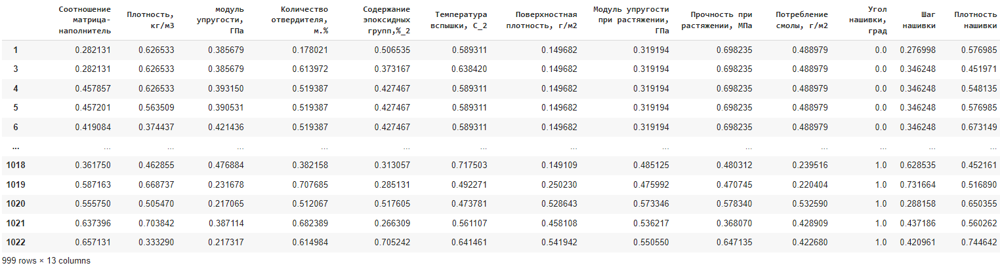 Соотношение матрица-наполнитель Плотность, кг/м3 модуль упругости, ГПа Количество отвердителя, м.% Содержание эпоксидных групп,%_2 Температура вспышки, С_2 Поверхностная плотность, г/м2 Модуль упругости при растяжении, ГПа Прочность при растяжении, МПа Потребление смолы, г/м2 Угол нашивки, град Шаг нашивки Плотность нашивки
1 0.282131 0.626533 0.385679 0.178021 0.506535 0.589311 0.149682 0.319194 0.698235 0.488979 0.0 0.276998 0.576985
3 0.282131 0.626533 0.385679 0.613972 0.373167 0.638420 0.149682 0.319194 0.698235 0.488979 0.0 0.346248 0.451971
4 0.457857 0.626533 0.393150 0.519387 0.427467 0.589311 0.149682 0.319194 0.698235 0.488979 0.0 0.346248 0.548135
5 0.457201 0.563509 0.390531 0.519387 0.427467 0.589311 0.149682 0.319194 0.698235 0.488979 0.0 0.346248 0.576985
6 0.419084 0.374437 0.421436 0.519387 0.427467 0.589311 0.149682 0.319194 0.698235 0.488979 0.0 0.346248 0.673149
... ... ... ... ... ... ... ... ... ... ... ... ... ...
1018 0.361750 0.462855 0.476884 0.382158 0.313057 0.717503 0.149109 0.485125 0.480312 0.239516 1.0 0.628535 0.452161
1019 0.587163 0.668737 0.231678 0.707685 0.285131 0.492271 0.250230 0.475992 0.470745 0.220404 1.0 0.731664 0.516890
1020 0.555750 0.505470 0.217065 0.512067 0.517605 0.473781 0.528643 0.573346 0.578340 0.532590 1.0 0.288158 0.650355
1021 0.637396 0.703842 0.387114 0.682389 0.266309 0.561107 0.458108 0.536217 0.368070 0.428909 1.0 0.437186 0.560262
1022 0.657131 0.333290 0.217317 0.614984 0.705242 0.641461 0.541942 0.550550 0.647135 0.422680 1.0 0.420961 0.744642
999 rows × 13 columns